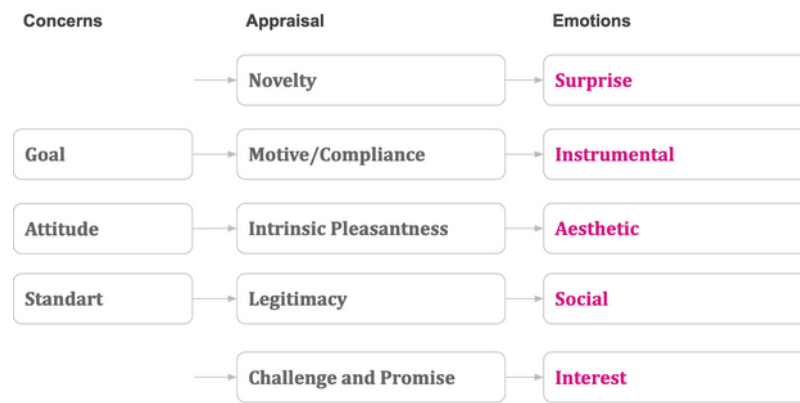 Concerns Appraisal Emotions
Novelty Surprise
Goal Motive/Compliance Instrumental
Attitude Intrinsic Pleasantness Aesthetic
Standart Legitimacy Social
Challenge and Promise Interest